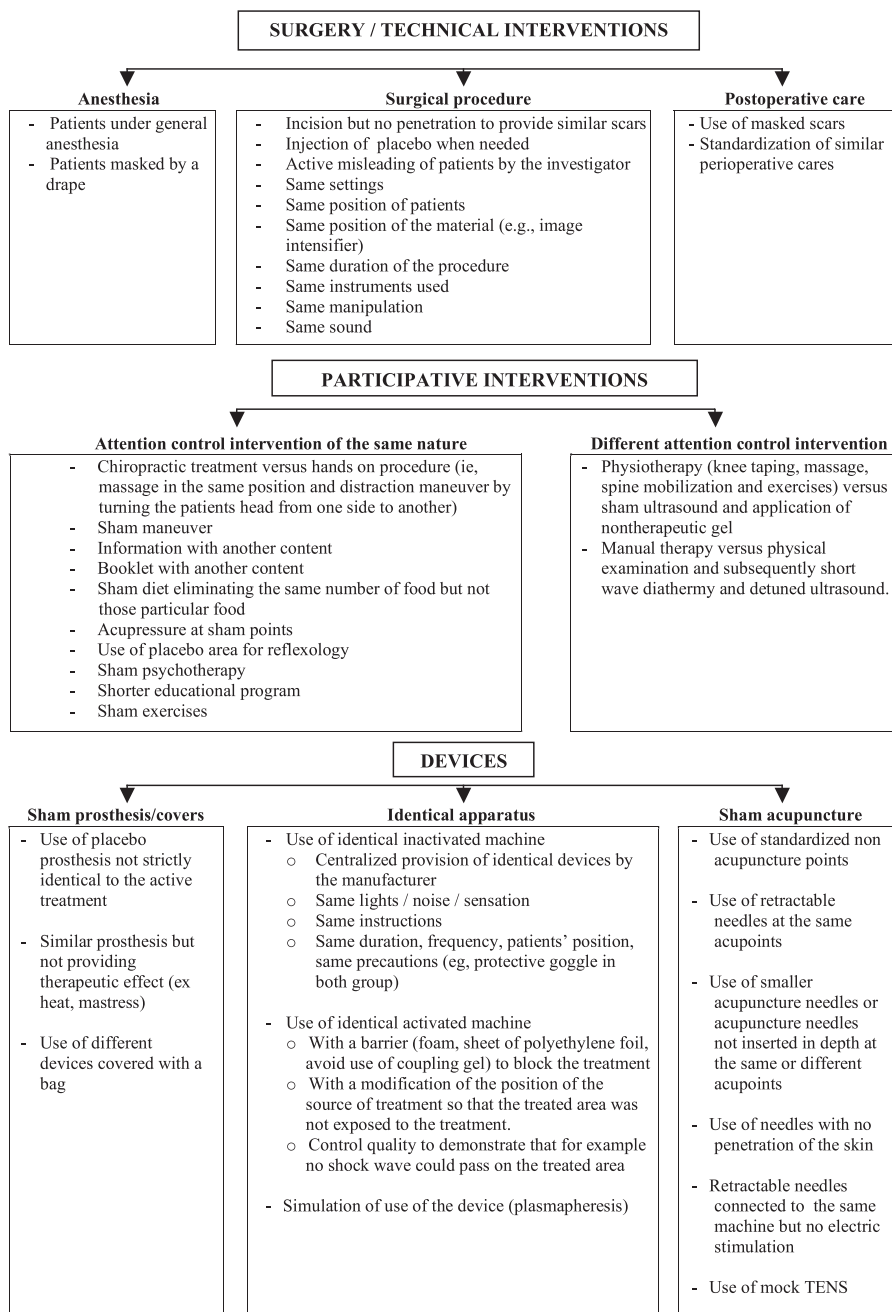 SURGERY / TECHNICAL INTERVENTIONS
Anesthesia
- Patients under general
anesthesia
- Patients masked by a
drape
Surgical procedure
- Incision but no penetration to provide similar scars
- Injection of placebo when needed
- Active misleading of patients by the investigator
- Same settings
- Same position of patients
- Same position of the material (e.g., image
intensifier)
- Same duration of the procedure
- Same instruments used
- Same manipulation
- Same sound
Postoperative care
- Use of masked scars
- Standardization of similar
perioperative cares
PARTICIPATIVE INTERVENTIONS
Attention control intervention of the same nature
- Chiropractic treatment versus hands on procedure (ie,
massage in the same position and distraction maneuver by
turning the patients head from one side to another)
- Sham maneuver
- Information with another content
- Booklet with another content
- Sham diet eliminating the same number of food but not
those particular food
- Acupressure at sham points
- Use of placebo area for reflexology
- Sham psychotherapy
- Shorter educational program
- Sham exercises
Different attention control intervention
- Physiotherapy (knee taping, massage,
spine mobilization and exercises) versus
sham ultrasound and application of
nontherapeutic gel
- Manual therapy versus physical
examination and subsequently short
wave diathermy and detuned ultrasound.
DEVICES
Sham prosthesis/covers
- Use of placebo
prosthesis not strictly
identical to the active
treatment
- Similar prosthesis but
not providing
therapeutic effect (ex
heat, mastress)
- Use of different
devices covered with a
bag
Identical apparatus
- Use of identical inactivated machine
o Centralized provision of identical devices by
the manufacturer
o Same lights / noise / sensation
o Same instructions
o Same duration, frequency, patients’ position,
same precautions (eg, protective goggle in
both group)
- Use of identical activated machine
o With a barrier (foam, sheet of polyethylene foil,
avoid use of coupling gel) to block the treatment
o With a modification of the position of the
source of treatment so that the treated area was
not exposed to the treatment.
o Control quality to demonstrate that for example
no shock wave could pass on the treated area
- Simulation of use of the device (plasmapheresis)
Sham acupuncture
- Use of standardized non
acupuncture points
- Use of retractable
needles at the same
acupoints
- Use of smaller
acupuncture needles or
acupuncture needles
not inserted in depth at
the same or different
acupoints
- Use of needles with no
penetration of the skin
- Retractable needles
connected to the same
machine but no electric
stimulation
- Use of mock TENS